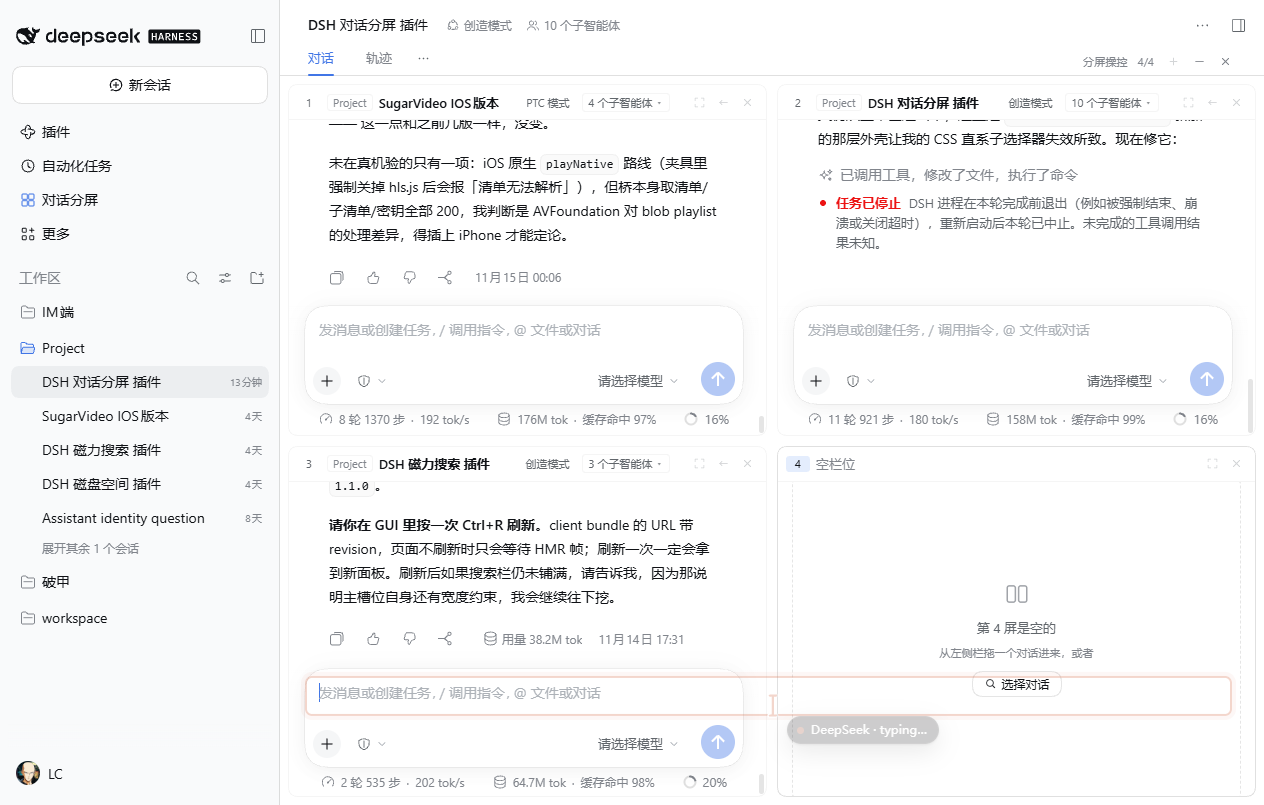 deepseek HARNESS
新会话
插件
自动化任务
对话分屏
更多
工作区
IM端
Project
DSH 对话分屏 插件 13分钟
SugarVideo IOS版本 4天
DSH 磁力搜索 插件 4天
DSH 磁盘空间 插件 4天
Assistant identity question 8天
展开其余 1 个会话
破甲
workspace
LC
DSH 对话分屏 插件 创造模式 10 个子智能体
对话 轨迹
分屏操控 4/4
1 Project SugarVideo IOS版本 PTC 模式 4 个子智能体
—— 这一点和之前几版一样，没变。
未在真机验的只有一项：iOS 原生 playNative 路线（夹具里
强制关掉 hls.js 后会报「清单无法解析」），但桥本身取清单/
子清单/密钥全部 200，我判断是 AVFoundation 对 blob playlist
的处理差异，得插上 iPhone 才能定论。
11月15日 00:06
发消息或创建任务, / 调用指令, @ 文件或对话
请选择模型
8 轮 1370 步 · 192 tok/s 176M tok · 缓存命中 97% 16%
2 Project DSH 对话分屏 插件 创造模式 10 个子智能体
的那层外壳让我的 CSS 直系子选择器失效所致。现在修它：
已调用工具，修改了文件，执行了命令
任务已停止 DSH 进程在本轮完成前退出（例如被强制结束、崩
溃或关闭超时），重新启动后本轮已中止。未完成的工具调用结
果未知。
发消息或创建任务, / 调用指令, @ 文件或对话
请选择模型
11 轮 921 步 · 180 tok/s 158M tok · 缓存命中 99% 16%
3 Project DSH 磁力搜索 插件 创造模式 3 个子智能体
1.1.0 。
请你在 GUI 里按一次 Ctrl+R 刷新。client bundle 的 URL 带
revision，页面不刷新时只会等待 HMR 帧；刷新一次一定会拿
到新面板。刷新后如果搜索栏仍未铺满，请告诉我，因为那说
明主槽位自身还有宽度约束，我会继续往下挖。
用量 38.2M tok 11月14日 17:31
发消息或创建任务, / 调用指令, @ 文件或对话
请选择模型
2 轮 535 步 · 202 tok/s 64.7M tok · 缓存命中 98% 20%
4 空栏位
第 4 屏是空的
从左侧栏拖一个对话进来，或者
选择对话
DeepSeek · typing...